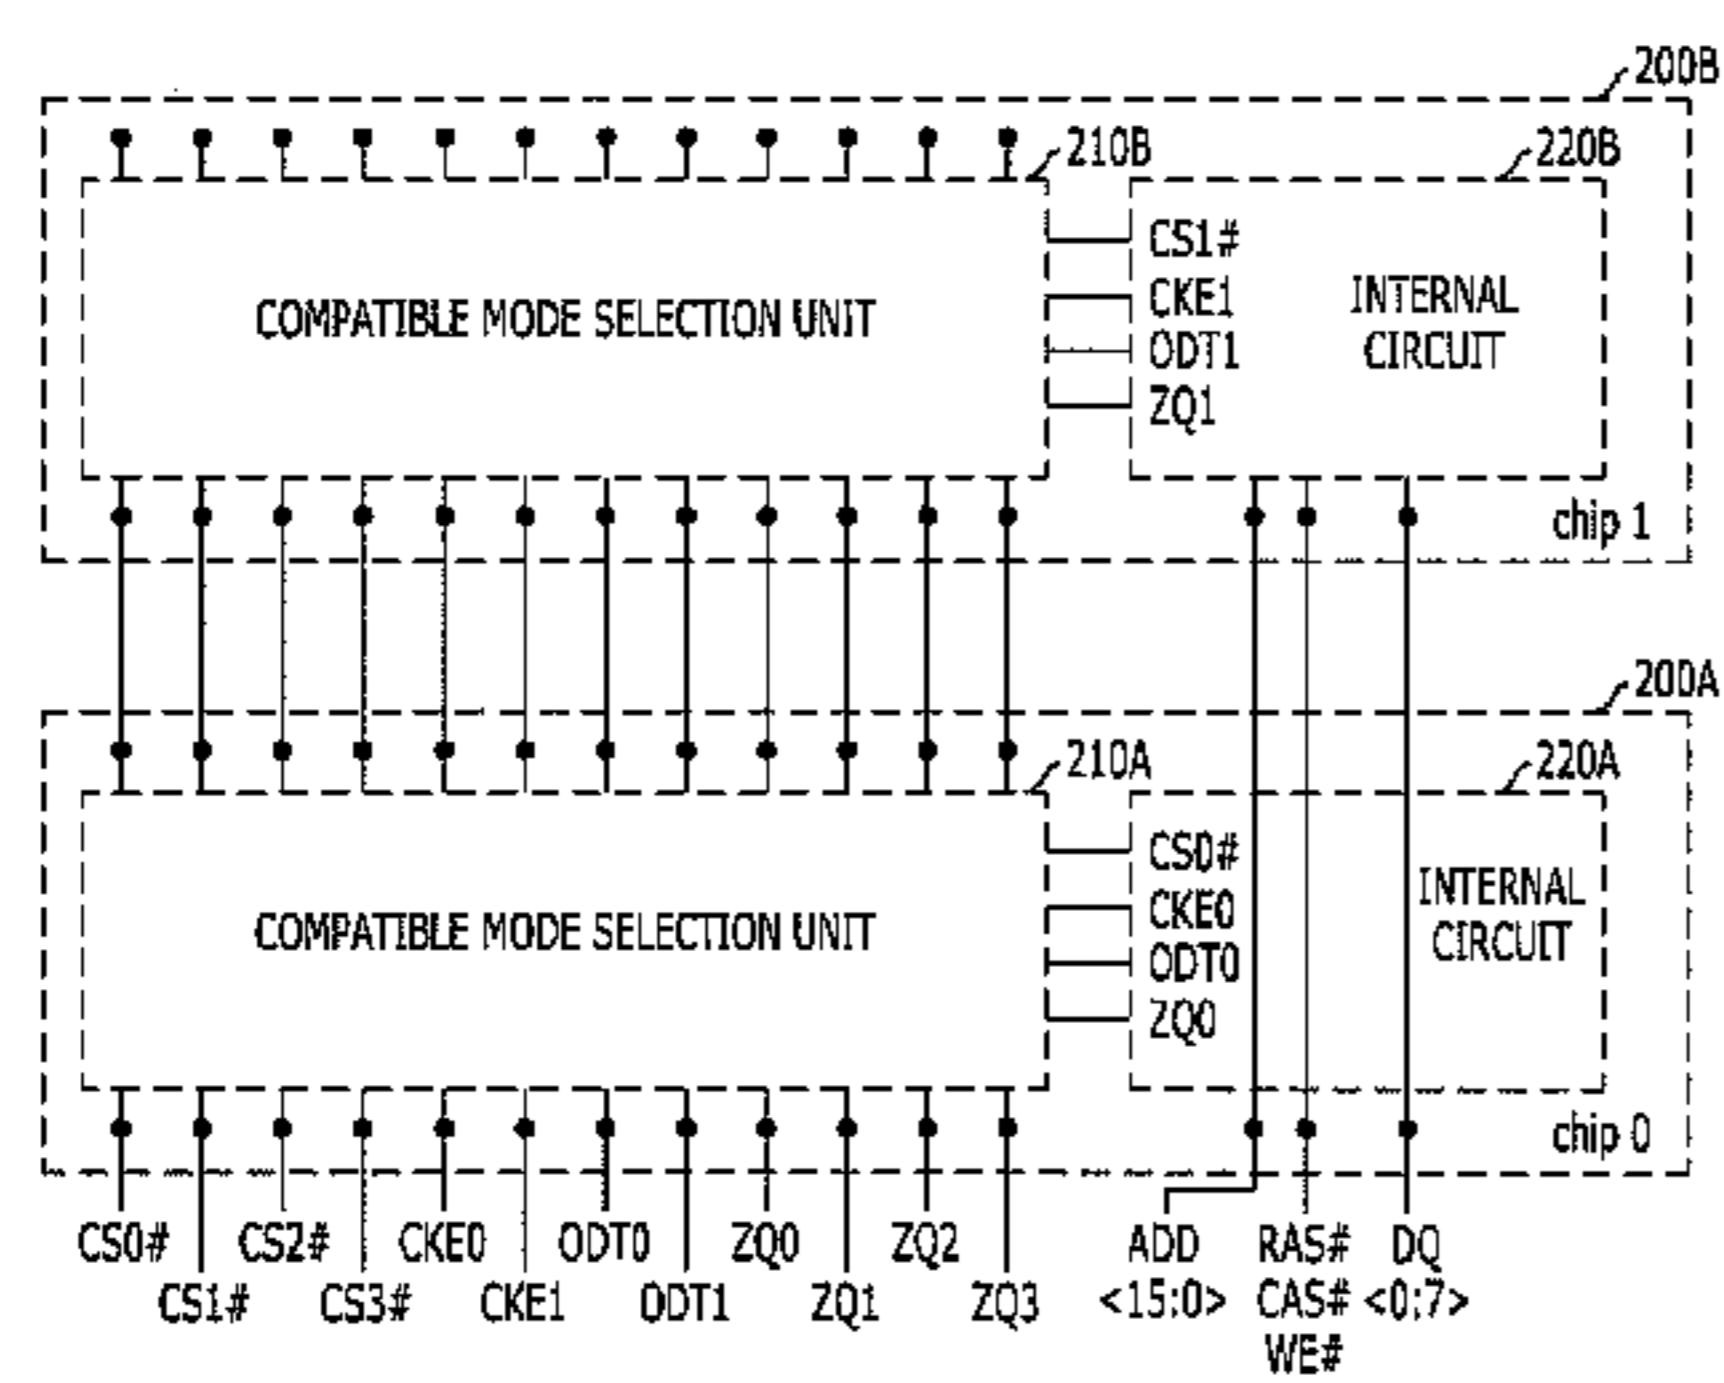 200B
210B
220B
CS1#
CKE1
ODT1
ZQ1
COMPATIBLE MODE SELECTION UNIT
INTERNAL
CIRCUIT
chip 1
200A
210A
220A
CS0#
CKE0
ODT0
ZQ0
COMPATIBLE MODE SELECTION UNIT
INTERNAL
CIRCUIT
chip 0
CS0# CS2# CKE0 ODT0 ZQ0 ZQ2 ADD RAS# DQ
CS1# CS3# CKE1 ODT1 ZQ1 ZQ3 <15:0> CAS# <0:7>
WE#